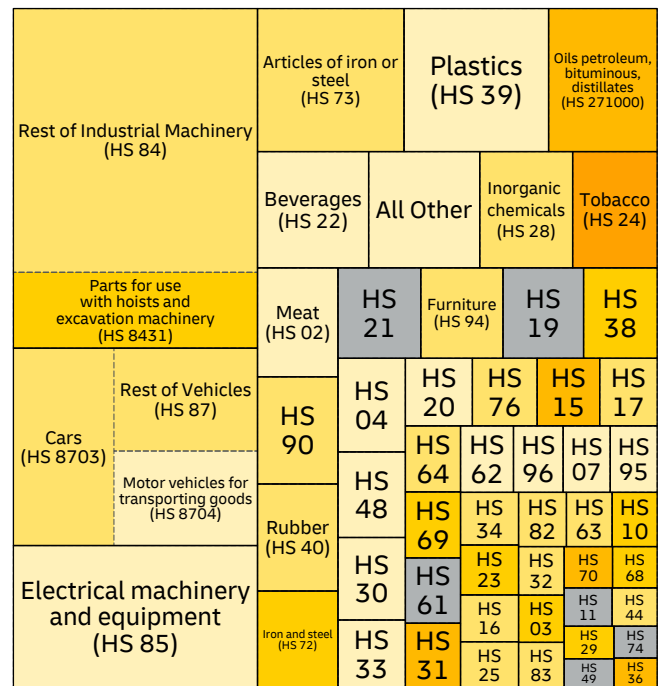 Rest of Industrial Machinery
(HS 84)
Parts for use
with hoists and
excavation machinery
(HS 8431)
Cars
(HS 8703)
Rest of Vehicles
(HS 87)
Motor vehicles for
transporting goods
(HS 8704)
Electrical machinery
and equipment
(HS 85)
Articles of iron or
steel
(HS 73)
Plastics
(HS 39)
Oils petroleum,
bituminous,
distillates
(HS 271000)
Beverages
(HS 22)
All Other
Inorganic
chemicals
(HS 28)
Tobacco
(HS 24)
Meat
(HS 02)
HS
21
Furniture
(HS 94)
HS
19
HS
38
HS
90
Rubber
(HS 40)
Iron and steel
(HS 72)
HS
04
HS
48
HS
30
HS
33
HS
20
HS
76
HS
15
HS
17
HS
64
HS
62
HS
96
HS
07
HS
95
HS
69
HS
61
HS
31
HS
34
HS
82
HS
63
HS
10
HS
23
HS
32
HS
70
HS
68
HS
16
HS
03
HS
11
HS
44
HS
25
HS
83
HS
29
HS
74
HS
49
HS
36